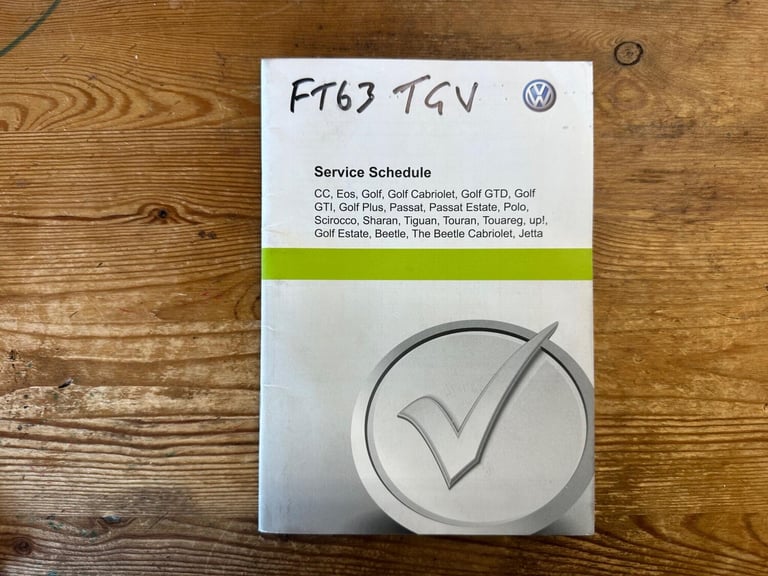 FT63 TGV
Service Schedule
CC, Eos, Golf, Golf Cabriolet, Golf GTD, Golf
GTI, Golf Plus, Passat, Passat Estate, Polo,
Scirocco, Sharan, Tiguan, Touran, Touareg, up!,
Golf Estate, Beetle, The Beetle Cabriolet, Jetta